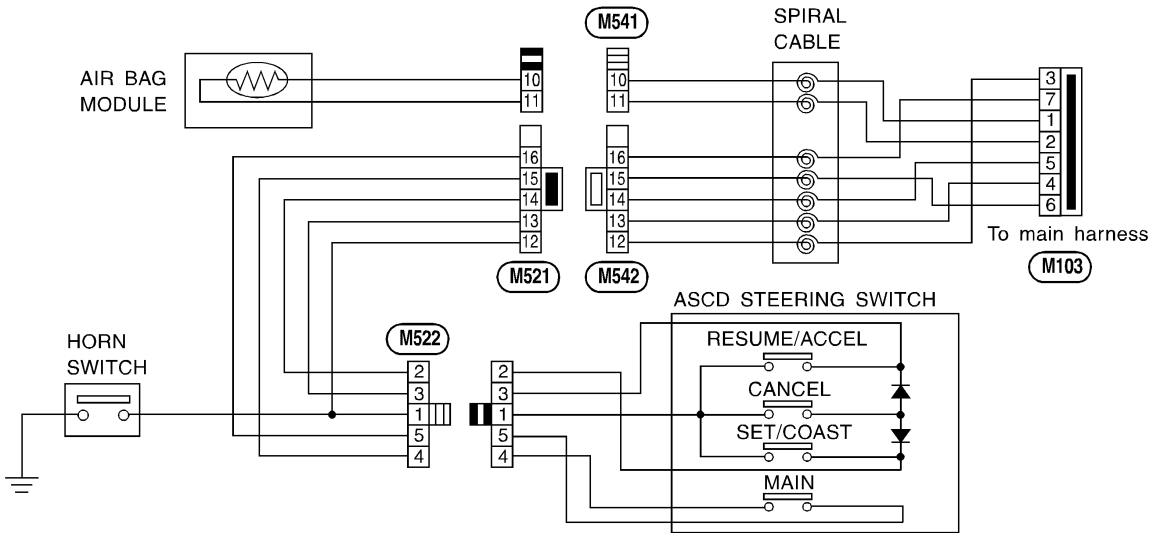 M541
SPIRAL
CABLE
AIR BAG
MODULE
10
11
10
11
3
7
1
2
5
4
6
16
15
14
13
12
16
15
14
13
12
To main harness
M103
M521
M542
ASCD STEERING SWITCH
HORN
SWITCH
M522
2
3
1
5
4
2
3
1
5
4
RESUME/ACCEL
CANCEL
SET/COAST
MAIN